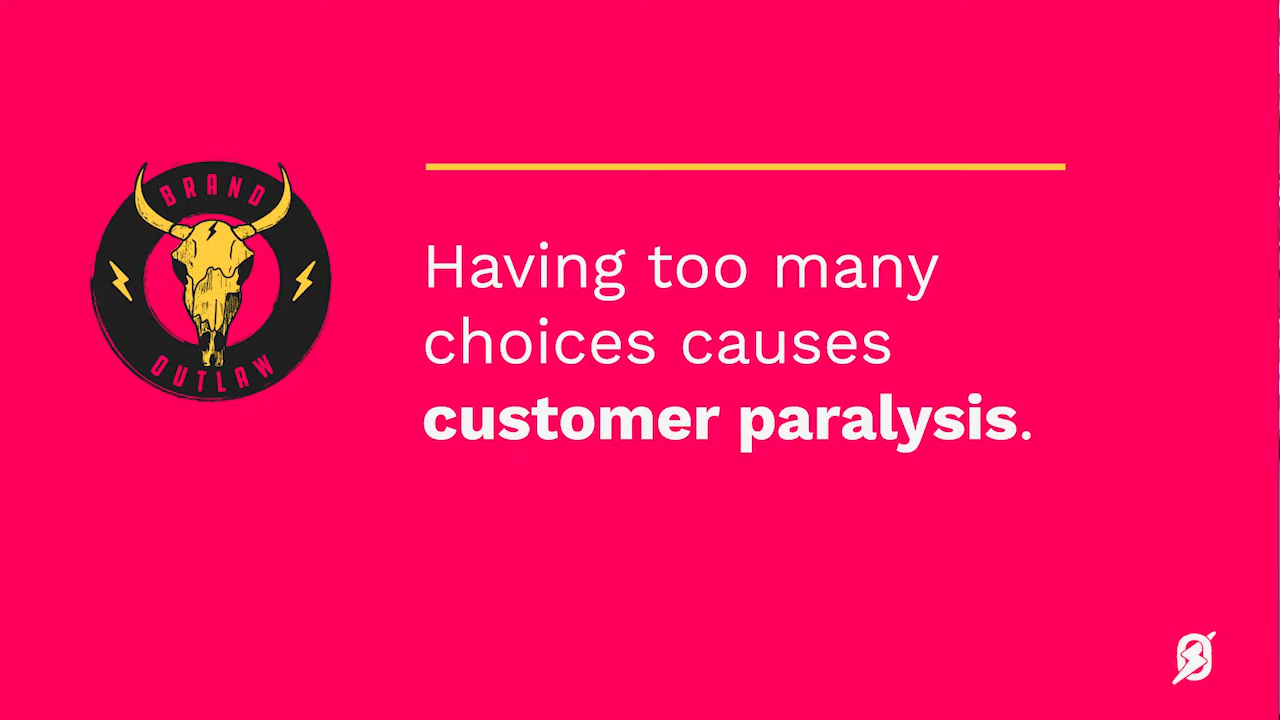 BRAND
OUTLAW
Having too many
choices causes
customer paralysis.